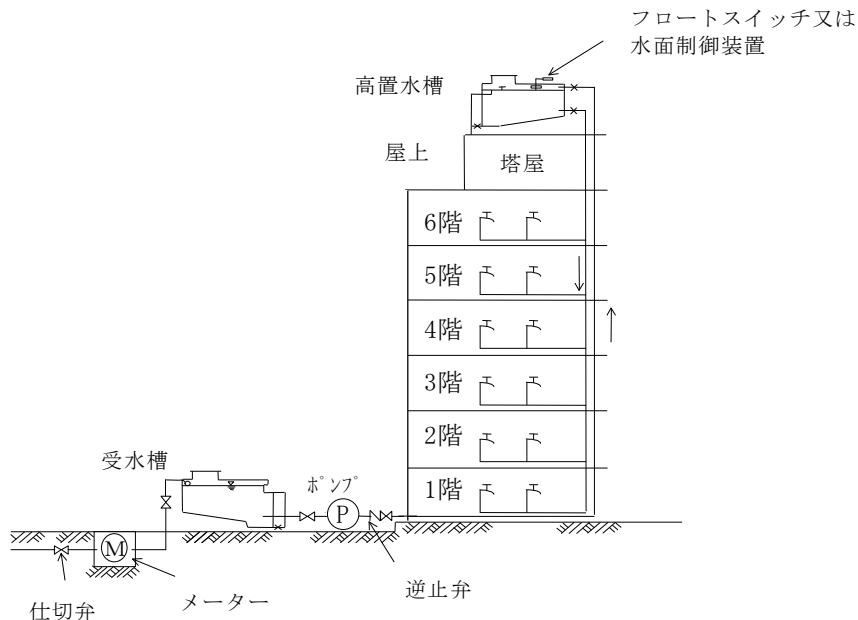 フロートスイッチ又は
水面制御装置
高置水槽
屋上
塔屋
6階
5階
4階
3階
2階
1階
受水槽
ポンプ
P
M
逆止弁
メーター
仕切弁